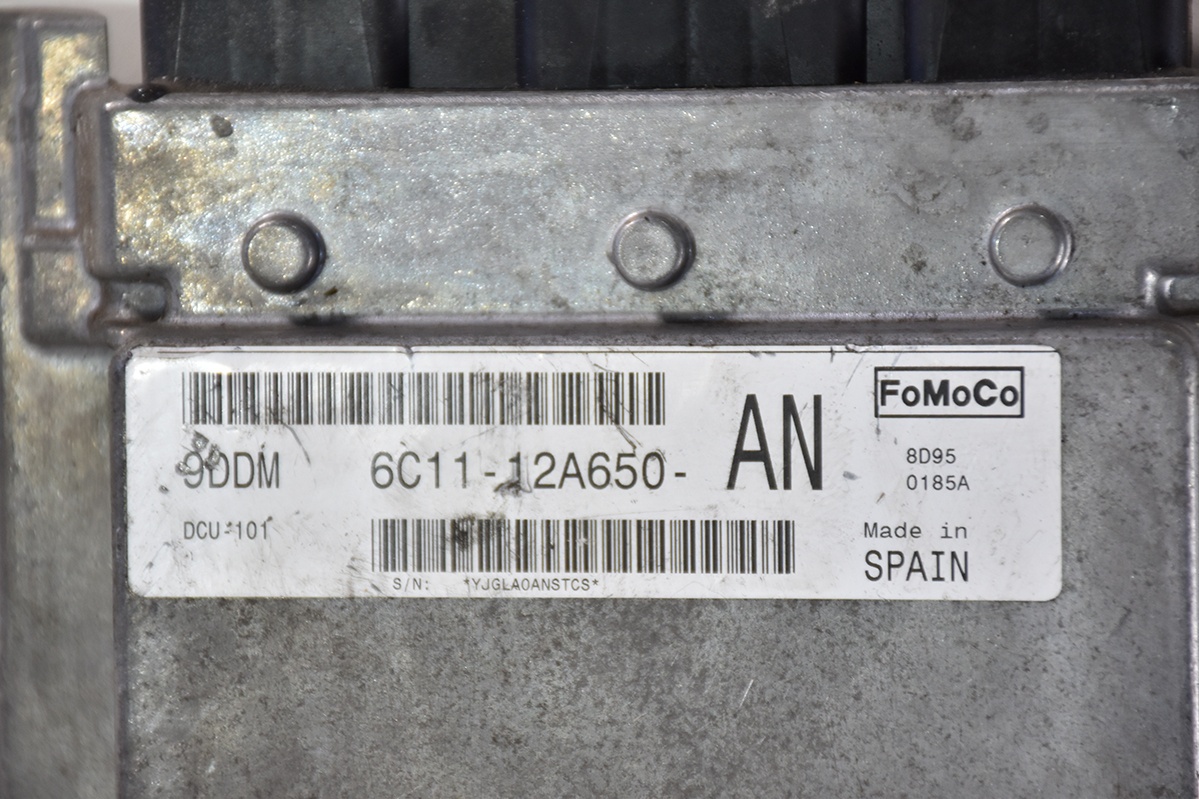 FoMoCo
9DDM 6C11-12A650- AN
8D95
0185A
DCU-101
Made in
SPAIN
S/N: *YJGLA0ANSTCS*